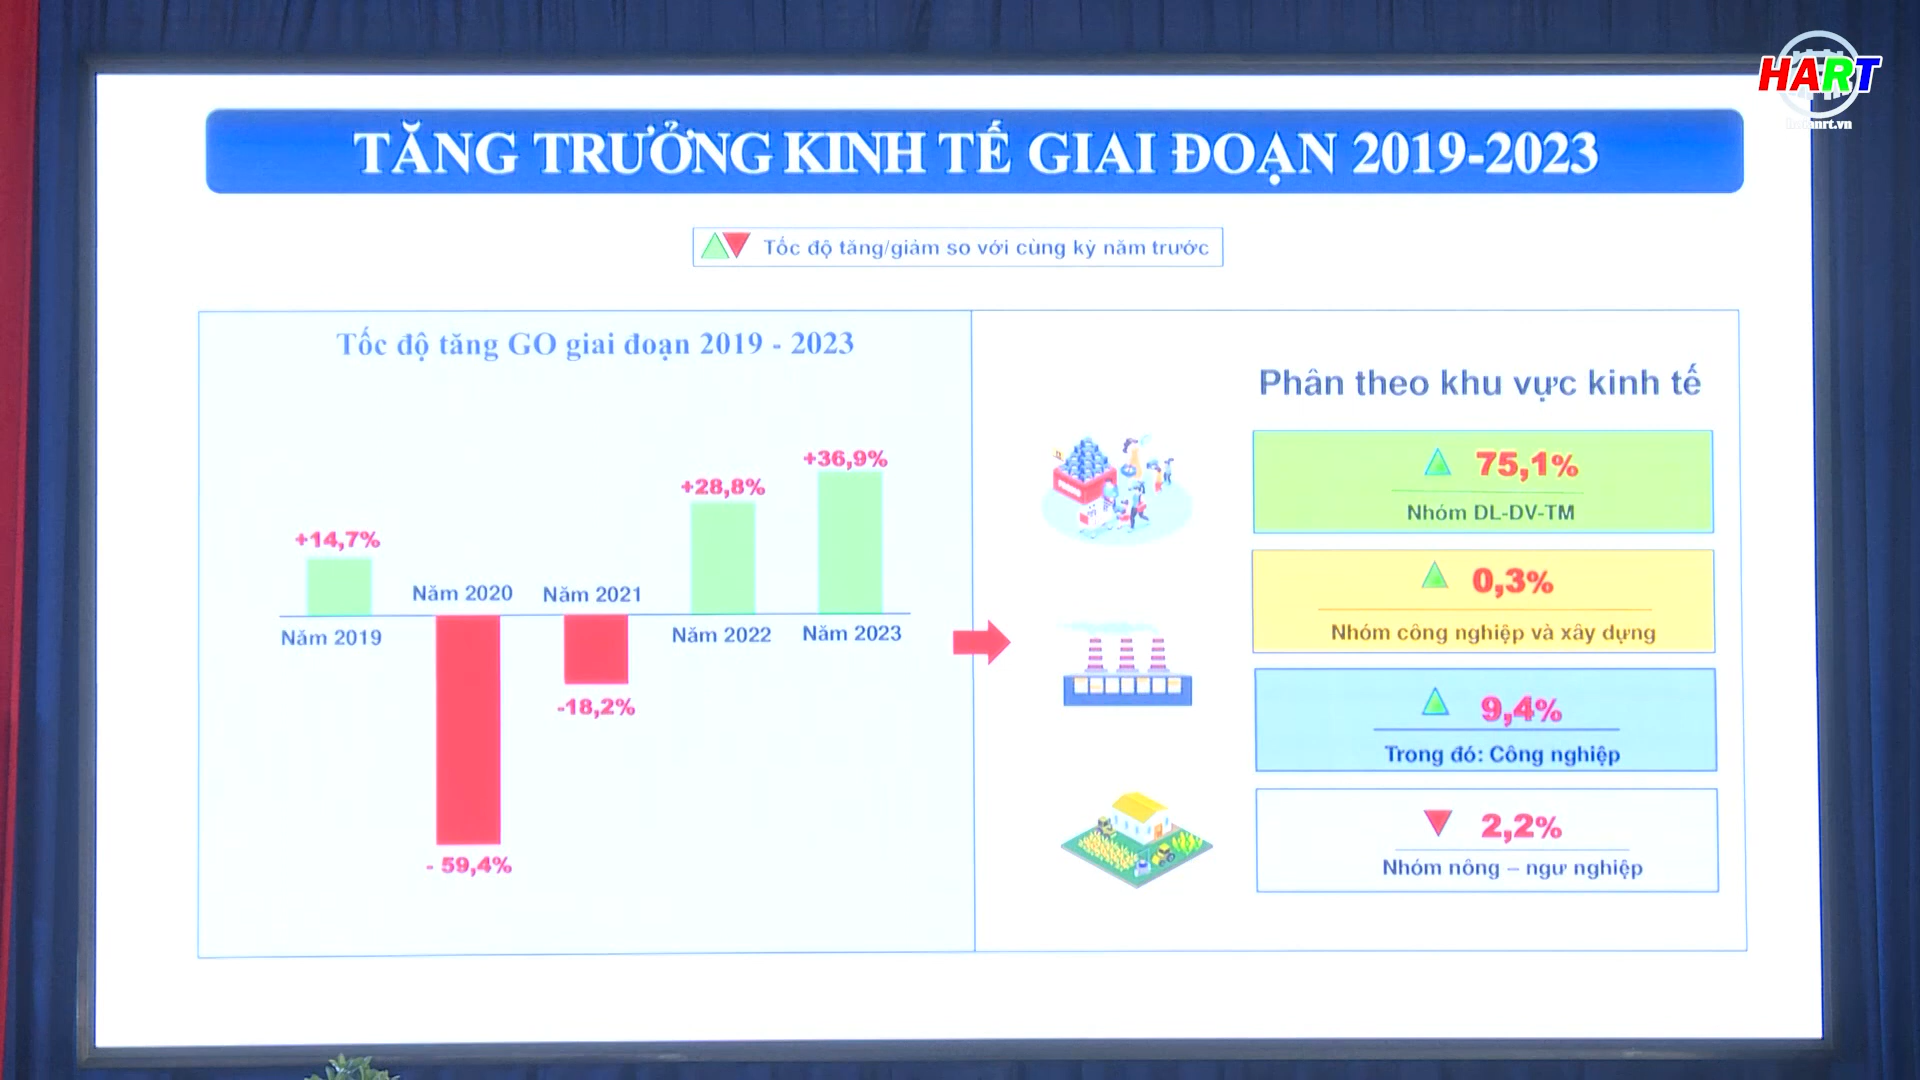 HART
TĂNG TRƯỞNG KINH TẾ GIAI ĐOẠN 2019-2023
Tốc độ tăng/giảm so với cùng kỳ năm trước
Tốc độ tăng GO giai đoạn 2019 - 2023
+14,7%
Năm 2019
Năm 2020
- 59,4%
Năm 2021
-18,2%
+28,8%
Năm 2022
+36,9%
Năm 2023
Phân theo khu vực kinh tế
75,1%
Nhóm DL-DV-TM
0,3%
Nhóm công nghiệp và xây dựng
9,4%
Trong đó: Công nghiệp
2,2%
Nhóm nông – ngư nghiệp